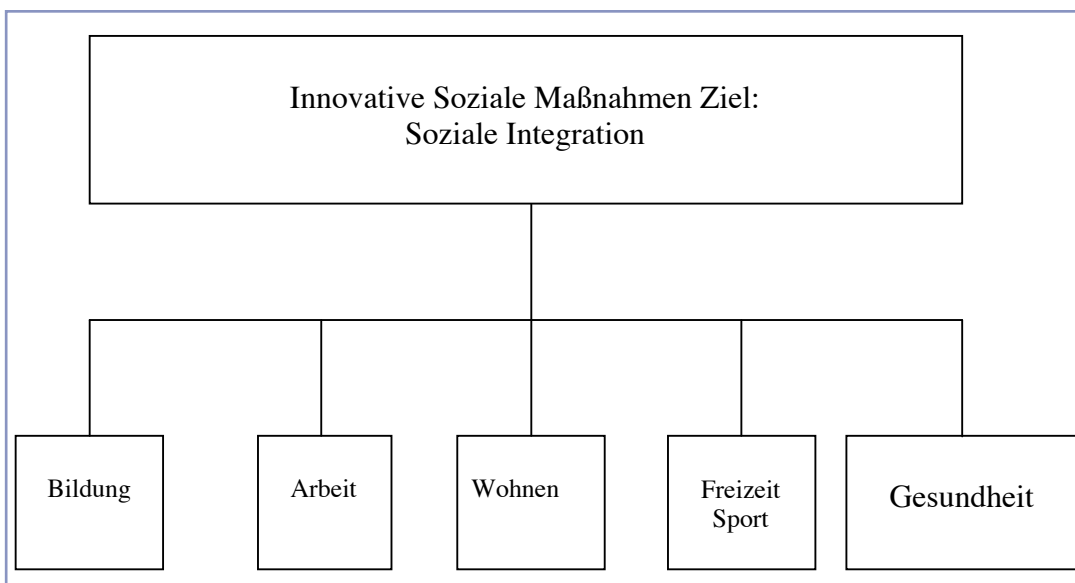 Innovative Soziale Maßnahmen Ziel:
Soziale Integration
Bildung
Arbeit
Wohnen
Freizeit
Sport
Gesundheit